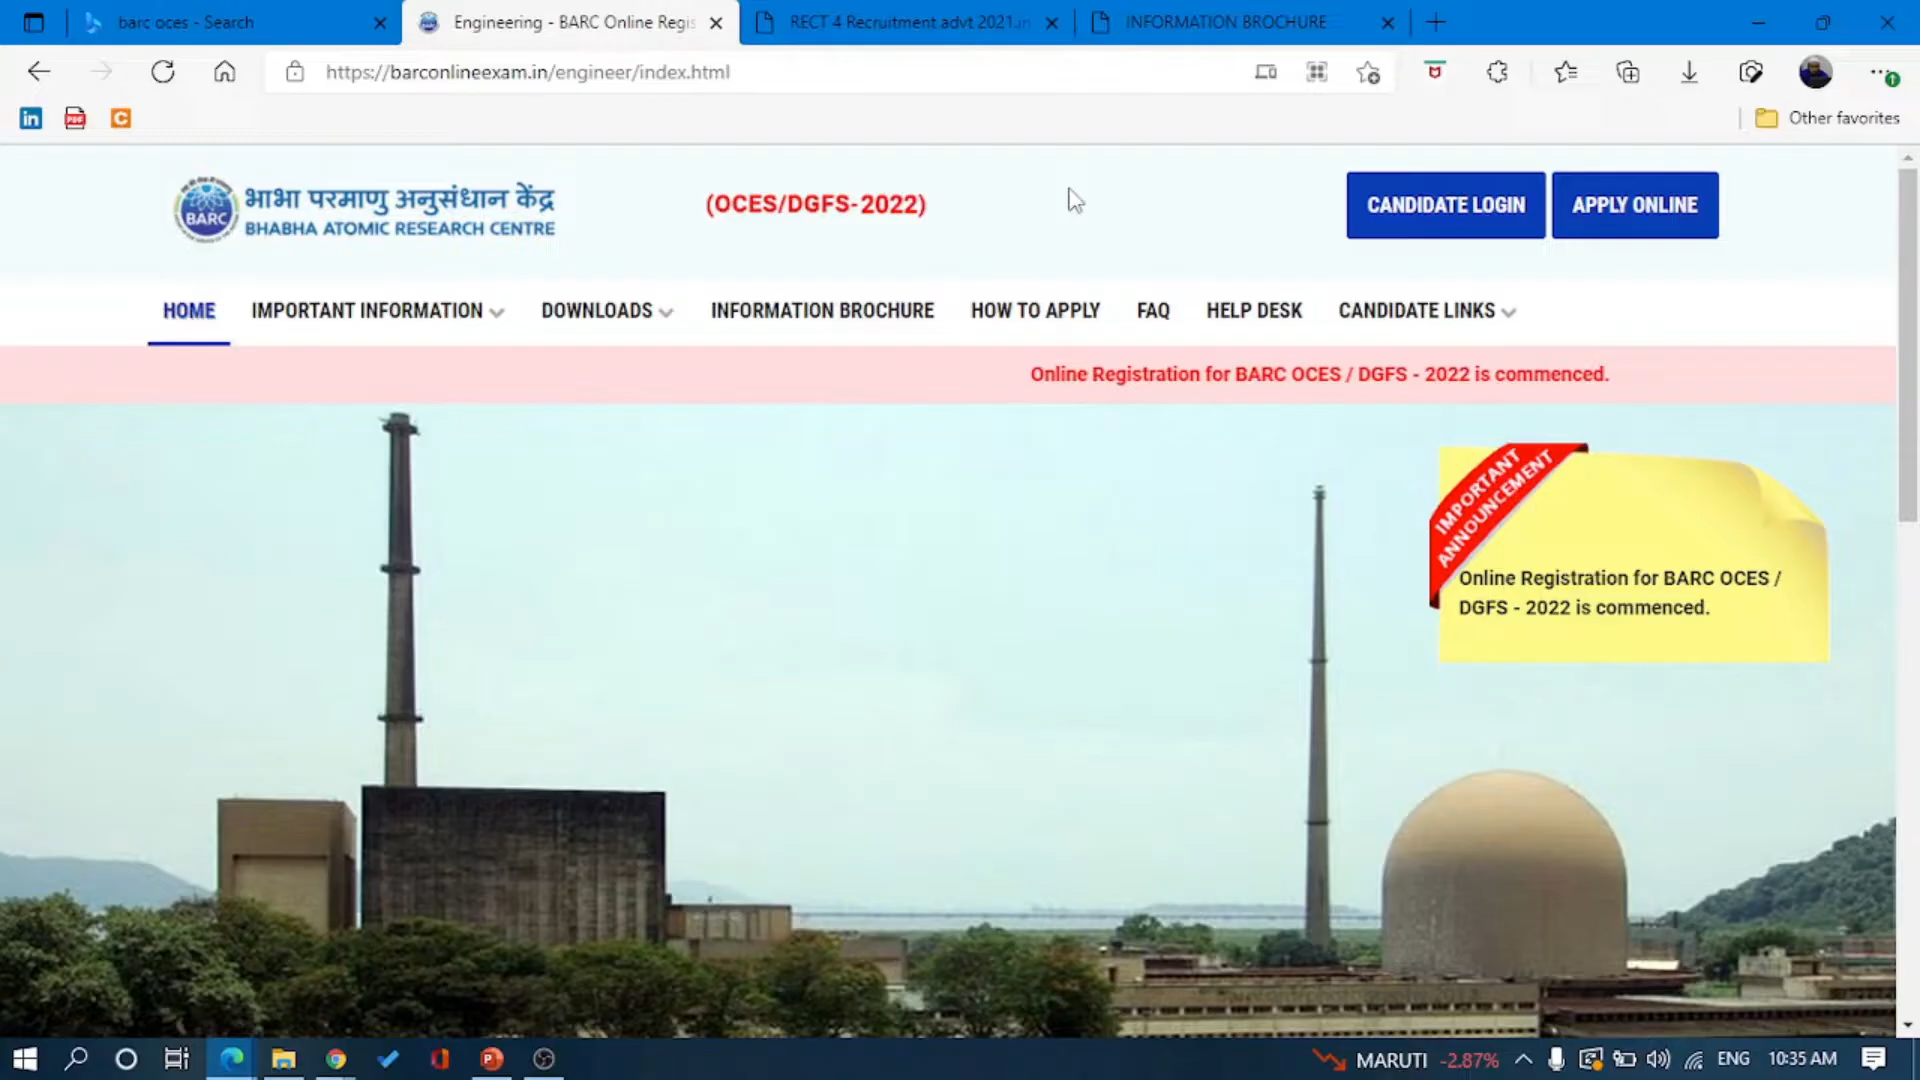 barc oces - Search
Engineering - BARC Online Regis
RECT 4 Recruitment advt 2021.in
INFORMATION BROCHURE
https://barconlineexam.in/engineer/index.html
in
PDF
C
Other favorites
BARC
भाभा परमाणु अनुसंधान केंद्र
BHABHA ATOMIC RESEARCH CENTRE
(OCES/DGFS-2022)
CANDIDATE LOGIN
APPLY ONLINE
HOME
IMPORTANT INFORMATION
DOWNLOADS
INFORMATION BROCHURE
HOW TO APPLY
FAQ
HELP DESK
CANDIDATE LINKS
Online Registration for BARC OCES / DGFS - 2022 is commenced.
IMPORTANT
ANNOUNCEMENT
Online Registration for BARC OCES /
DGFS - 2022 is commenced.
MARUTI -2.87%
ENG
10:35 AM